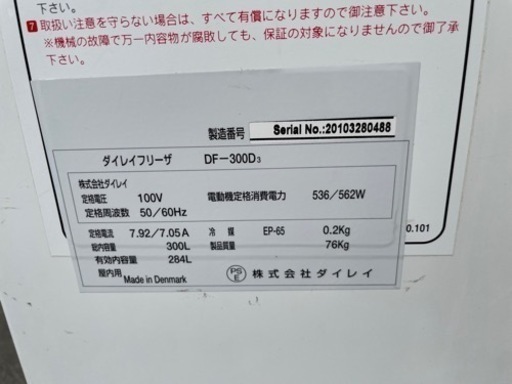 下さい。
7 取扱い注意を守らない場合は、すべて有償になりますので御注意下さい。
※機械の故障で万一内容物が腐敗しても、保証の対象になりませんので御了承
下さい。
製造番号 Serial No.:20103280488
ダイレイフリーザ DF-300D3
株式会社ダイレイ
定格電圧 100V 電動機定格消費電力 536/562W
定格周波数 50/60Hz
定格電流 7.92/7.05A 冷媒 EP-65 0.2Kg
総内容量 300L 製品質量 76Kg
有効内容量 284L
屋内用 Made in Denmark PSE 株式会社ダイレイ
0.101